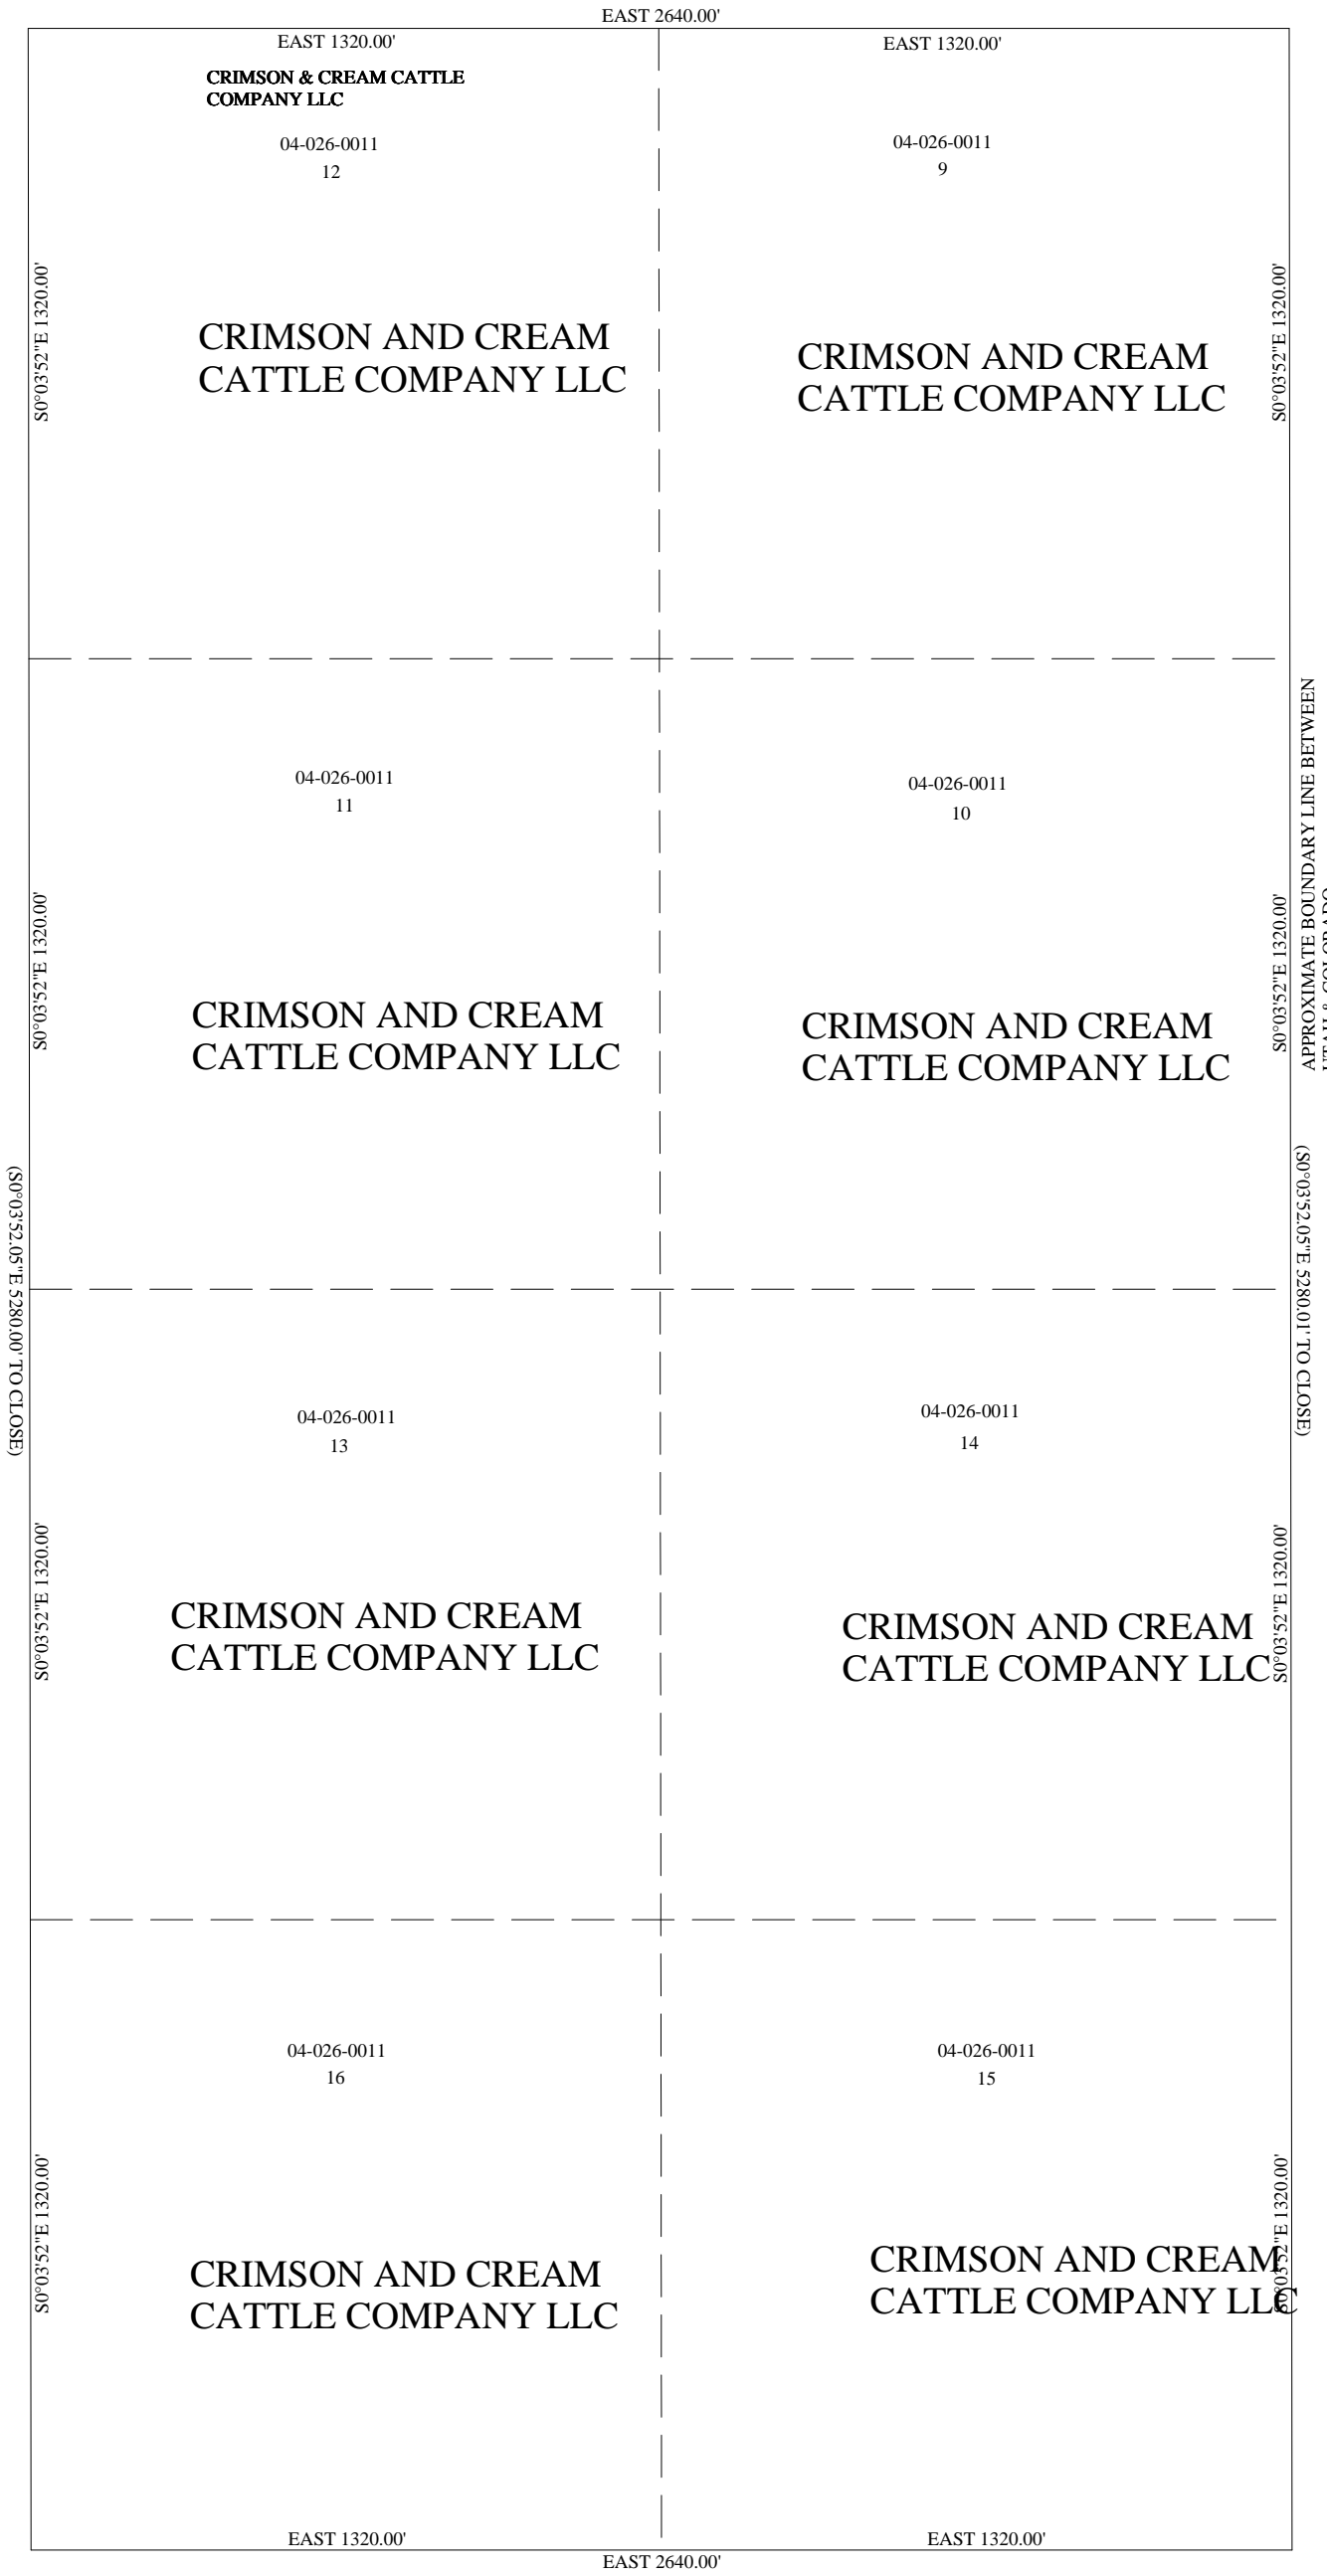 EAST 2640.00'
EAST 1320.00'
EAST 1320.00'
CRIMSON & CREAM CATTLE
COMPANY LLC
04-026-0011
12
04-026-0011
9
S0°03'52"E 1320.00'
CRIMSON AND CREAM
CATTLE COMPANY LLC
CRIMSON AND CREAM
CATTLE COMPANY LLC
S0°03'52"E 1320.00'
04-026-0011
11
04-026-0011
10
APPROXIMATE BOUNDARY LINE BETWEEN
UTAH & COLORADO
S0°03'52"E 1320.00'
CRIMSON AND CREAM
CATTLE COMPANY LLC
CRIMSON AND CREAM
CATTLE COMPANY LLC
S0°03'52"E 1320.00'
(S0°03'52.05"E 5280.00' TO CLOSE)
(S0°03'52.05"E 5280.01' TO CLOSE)
04-026-0011
13
04-026-0011
14
S0°03'52"E 1320.00'
CRIMSON AND CREAM
CATTLE COMPANY LLC
CRIMSON AND CREAM
CATTLE COMPANY LLC
S0°03'52"E 1320.00'
04-026-0011
16
04-026-0011
15
S0°03'52"E 1320.00'
CRIMSON AND CREAM
CATTLE COMPANY LLC
CRIMSON AND CREAM
CATTLE COMPANY LLC
S0°03'52"E 1320.00'
EAST 1320.00'
EAST 1320.00'
EAST 2640.00'